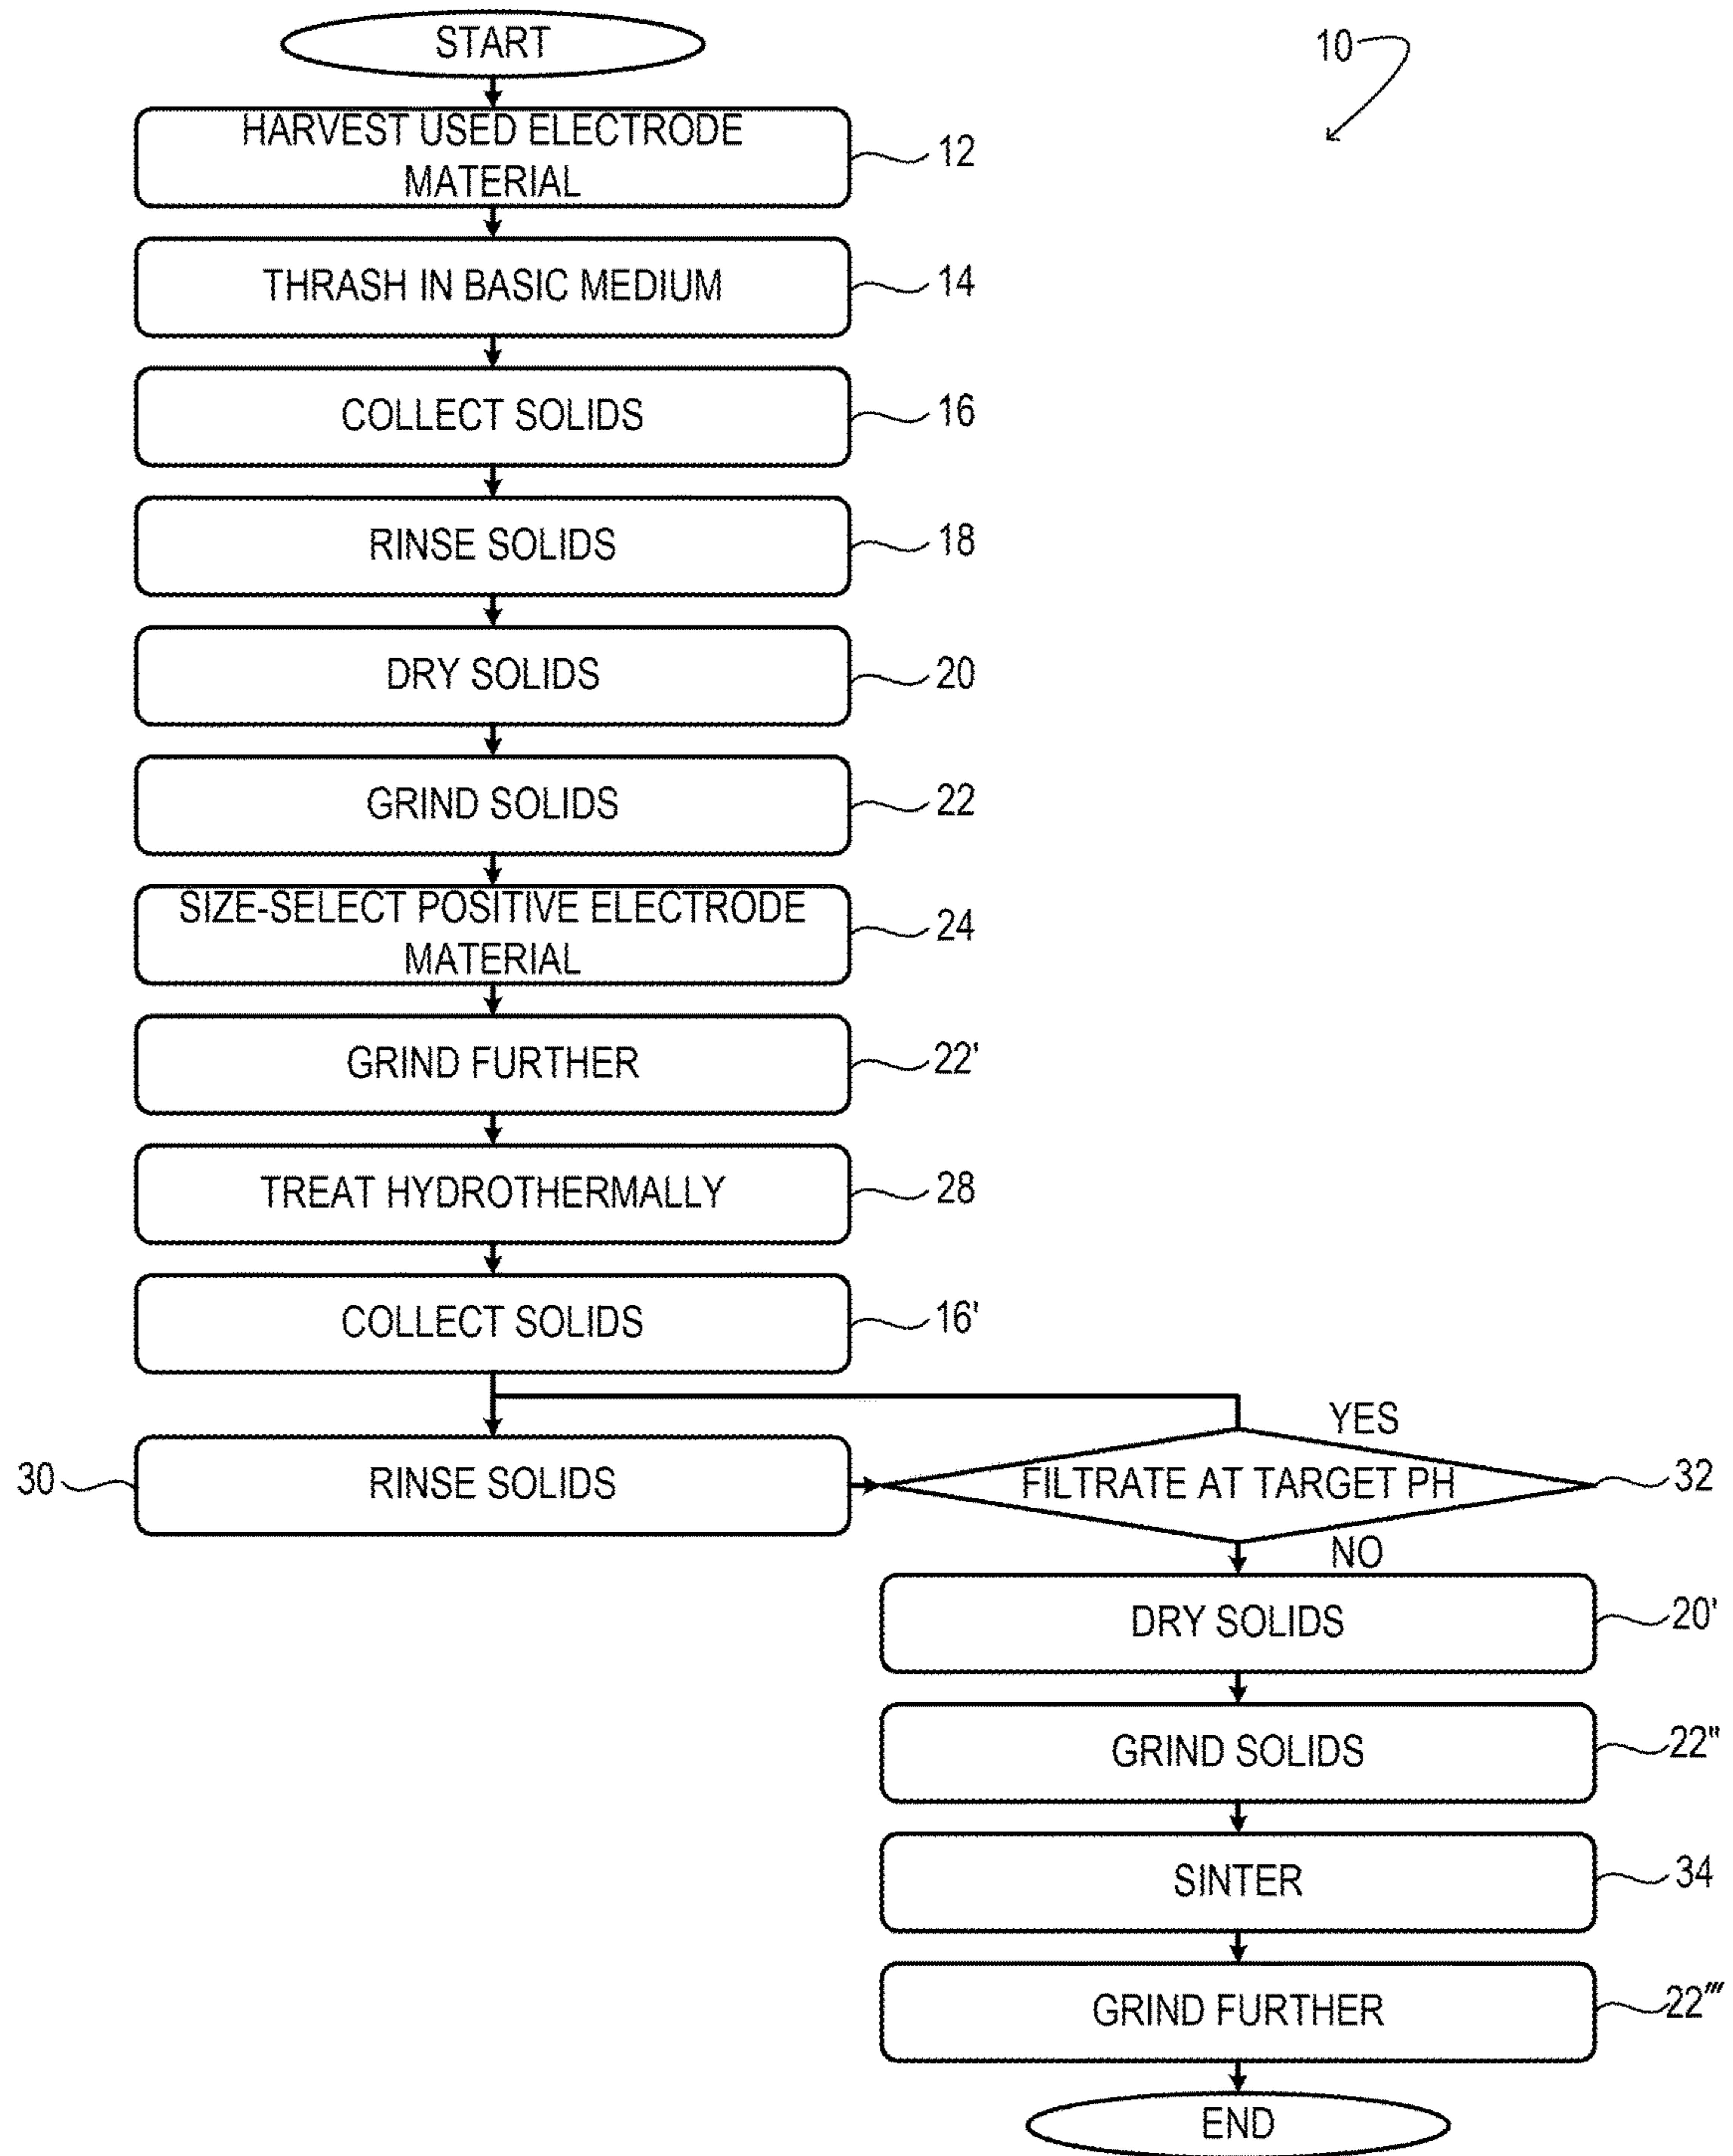 START
10
HARVEST USED ELECTRODE
MATERIAL
12
THRASH IN BASIC MEDIUM
14
COLLECT SOLIDS
16
RINSE SOLIDS
18
DRY SOLIDS
20
GRIND SOLIDS
22
SIZE-SELECT POSITIVE ELECTRODE
MATERIAL
24
GRIND FURTHER
22'
TREAT HYDROTHERMALLY
28
COLLECT SOLIDS
16'
30
RINSE SOLIDS
YES
FILTRATE AT TARGET PH
32
NO
DRY SOLIDS
20'
GRIND SOLIDS
22"
SINTER
34
GRIND FURTHER
22'''
END